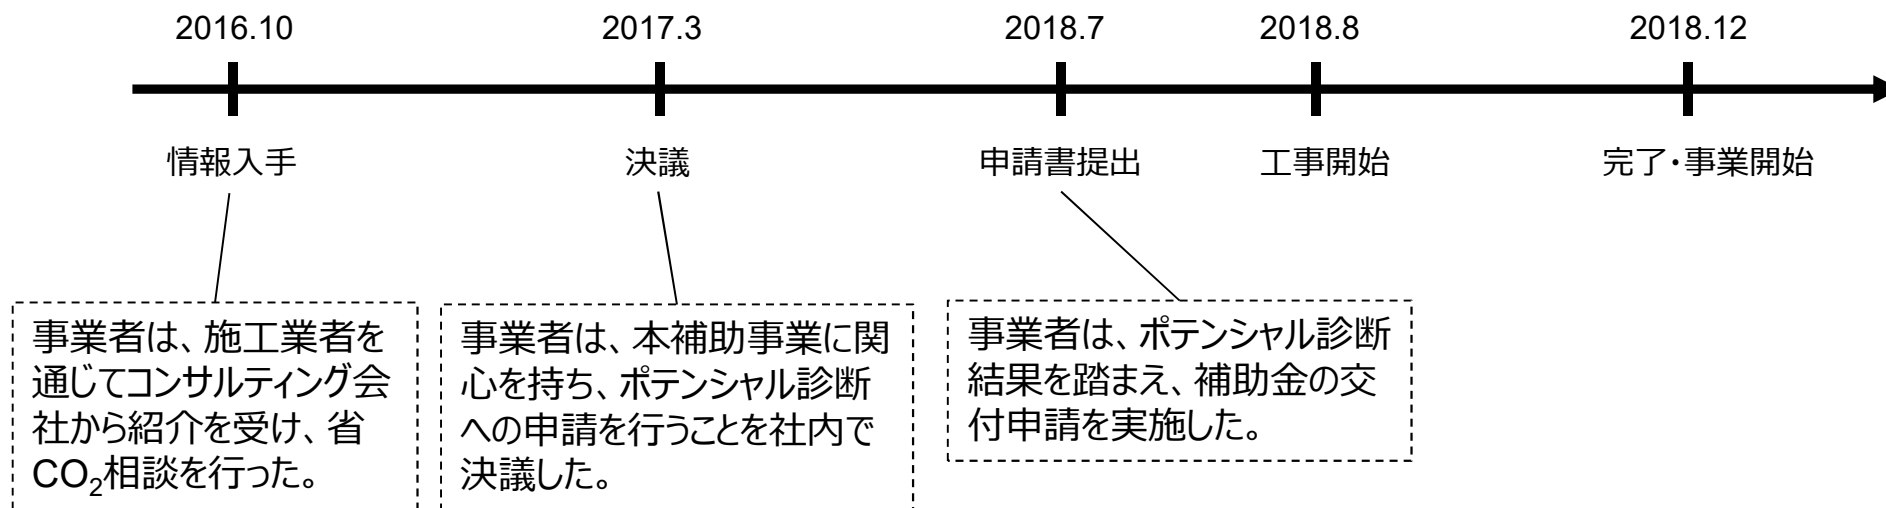 2016.10
2017.3
2018.7
2018.8
2018.12
情報入手
決議
申請書提出
工事開始
完了・事業開始
事業者は、施工業者を
通じてコンサルティング会
社から紹介を受け、省
CO₂相談を行った。
事業者は、本補助事業に関
心を持ち、ポテンシャル診断
への申請を行うことを社内で
決議した。
事業者は、ポテンシャル診断
結果を踏まえ、補助金の交
付申請を実施した。